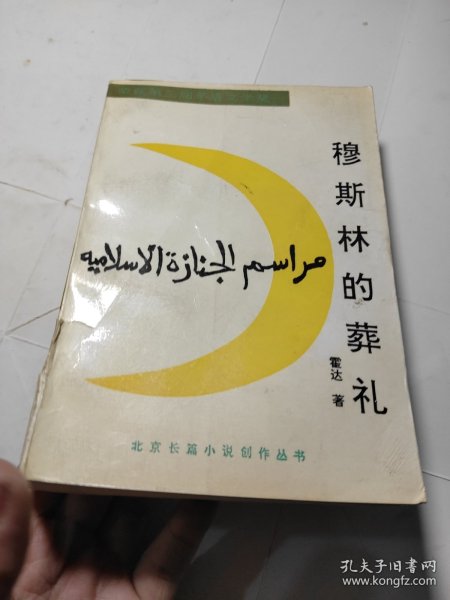 穆斯林的葬礼
مراسم الجنازة الاسلاميه
霍达 著
北京长篇小说创作丛书
孔夫子旧书网
www.kongfz.com